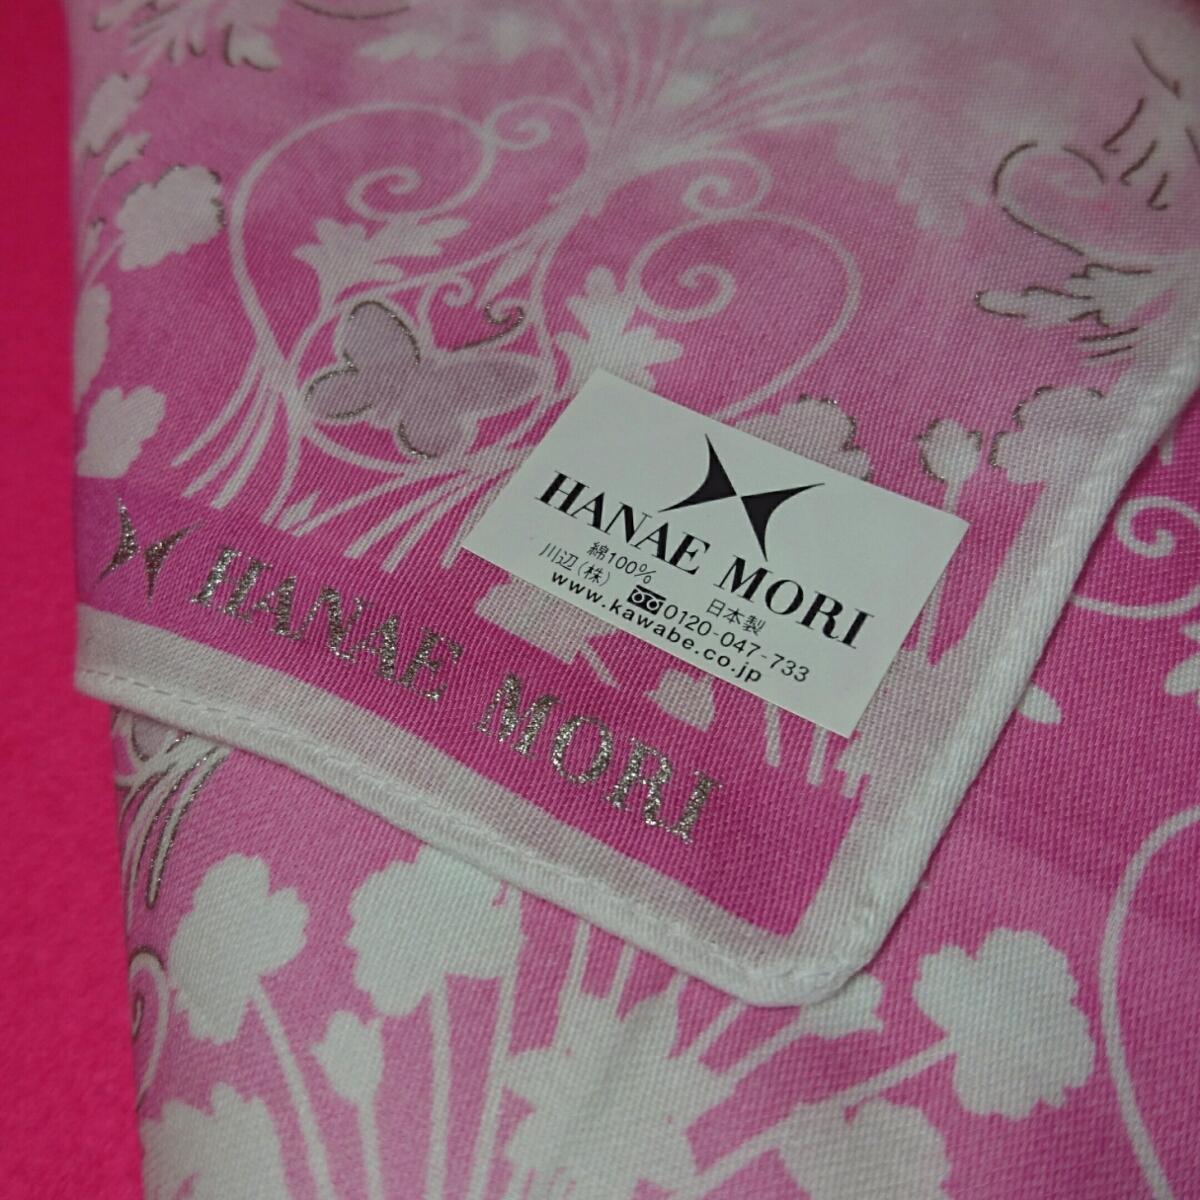 HANAE MORI
綿100% 日本製
川辺(株) 0120-047-733
www.kawabe.co.jp
HANAE MORI